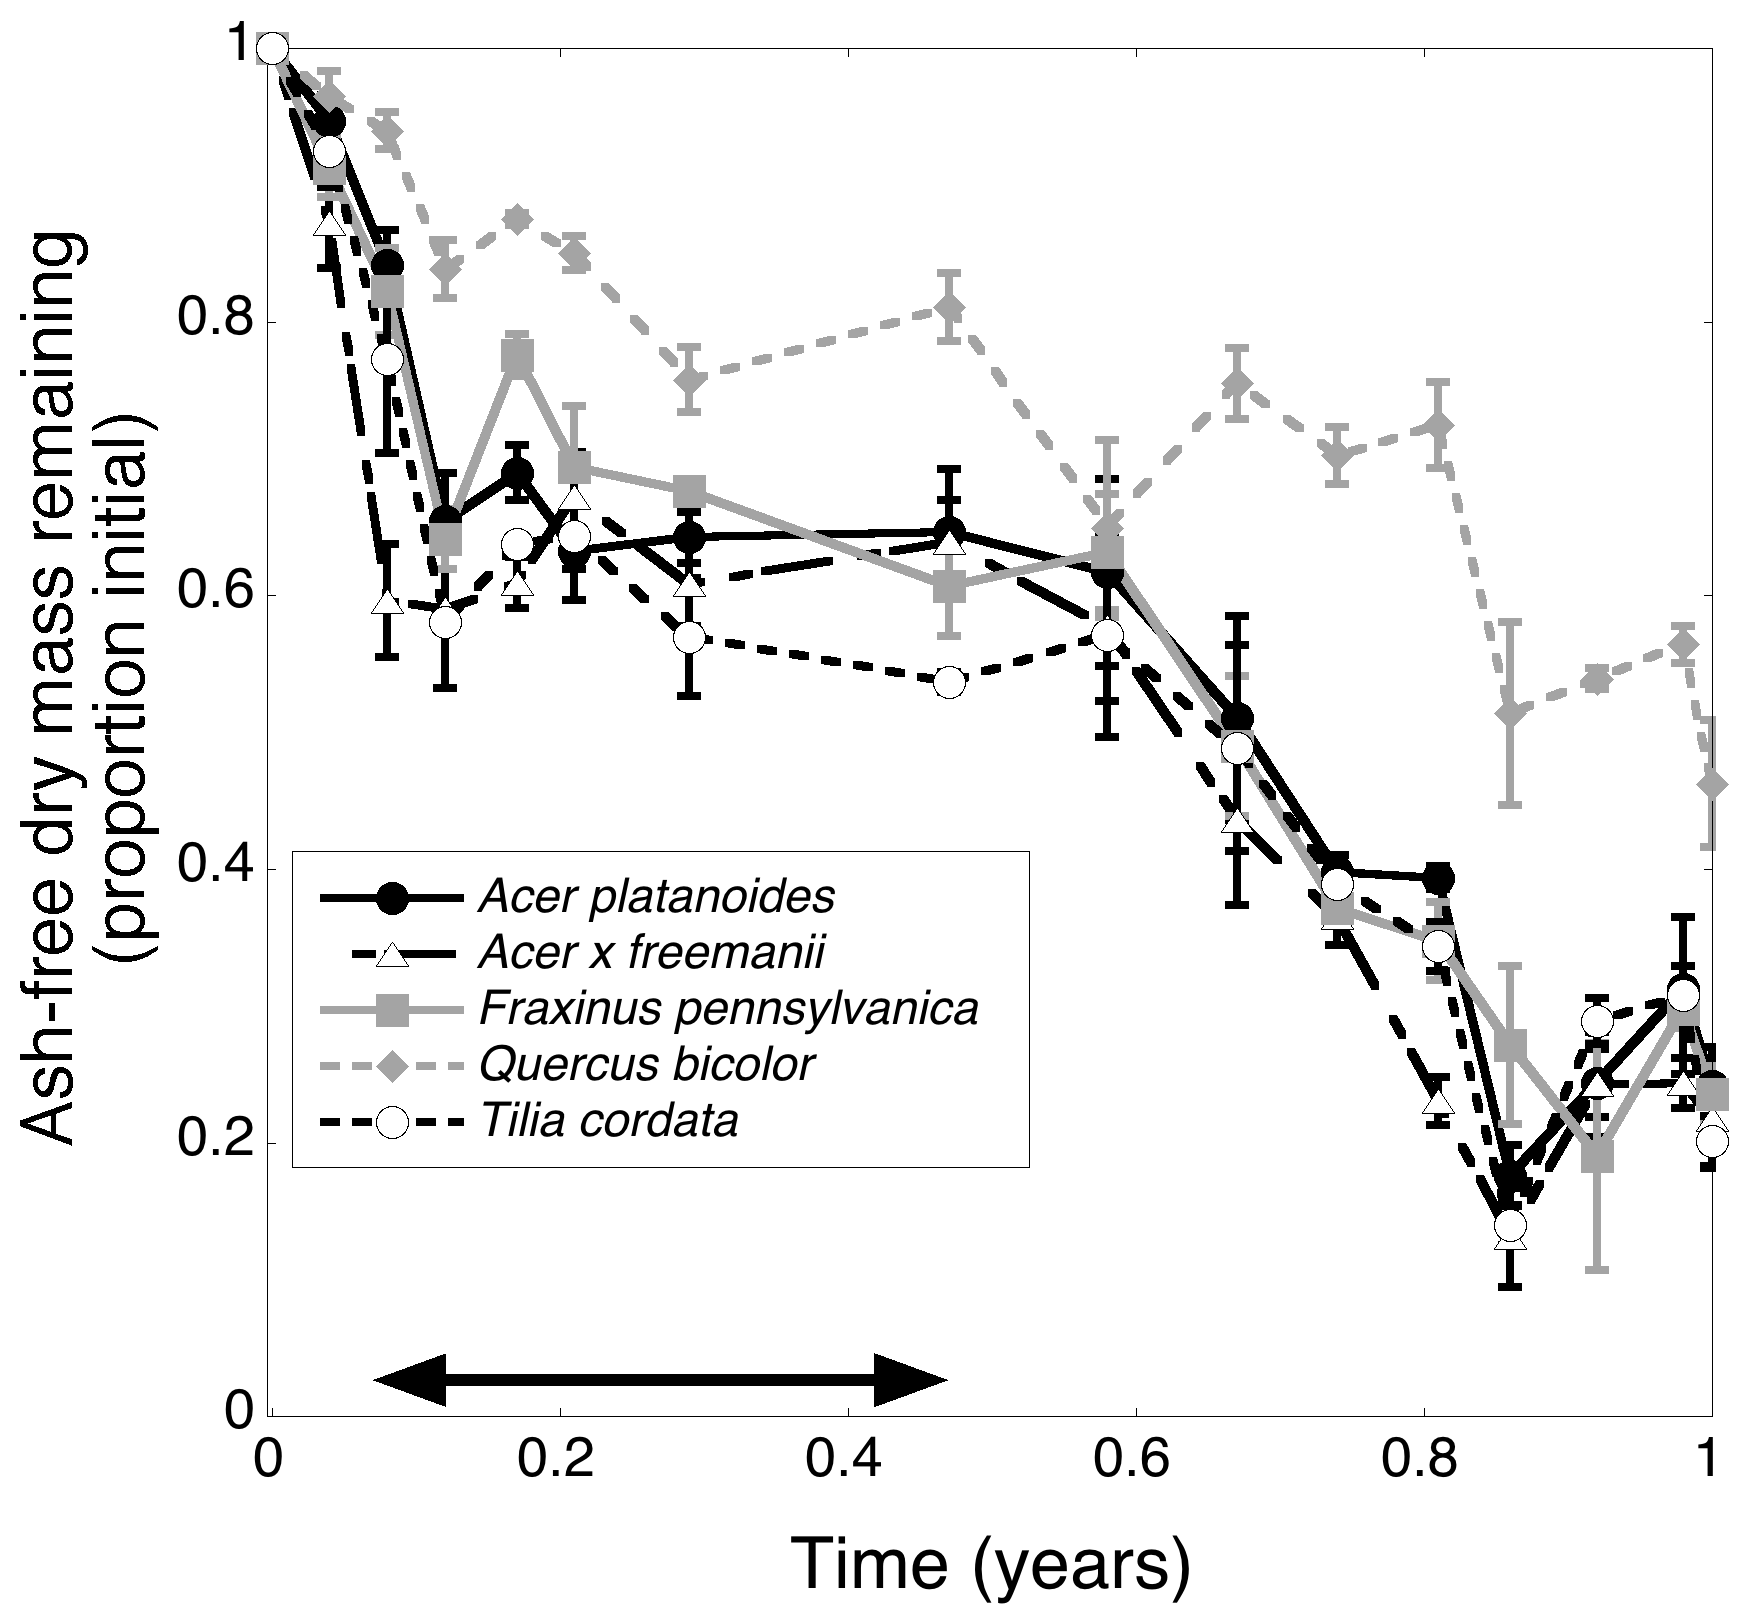 Ash-free dry mass remaining
(proportion initial)
1
0.8
0.6
0.4
0.2
0
Acer platanoides
Acer x freemanii
Fraxinus pennsylvanica
Quercus bicolor
Tilia cordata
0 0.2 0.4 0.6 0.8 1
Time (years)